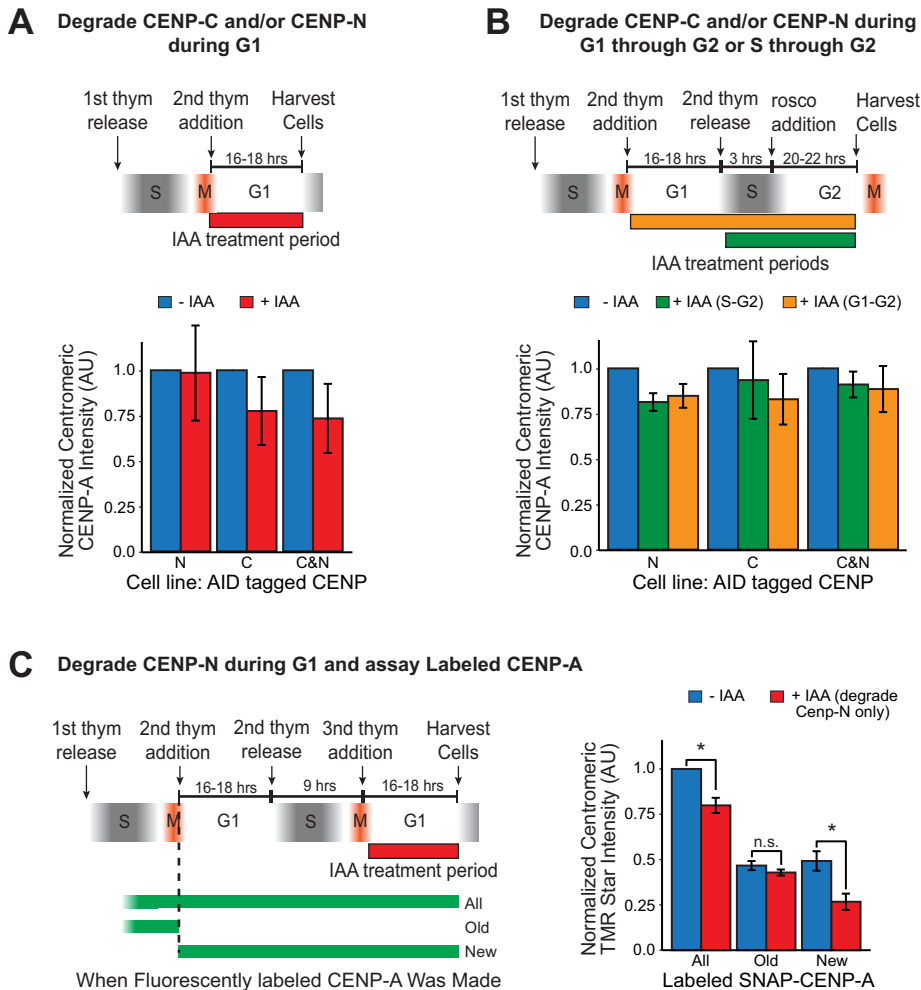 A
Degrade CENP-C and/or CENP-N
during G1
1st thym
release
2nd thym
addition
Harvest
Cells
16-18 hrs
S
M
G1
IAA treatment period
- IAA
+ IAA
Normalized Centromeric
CENP-A Intensity (AU)
1.0
0.75
0.5
0.25
0.0
N
C
C&N
Cell line: AID tagged CENP
B
Degrade CENP-C and/or CENP-N during
G1 through G2 or S through G2
1st thym
release
2nd thym
addition
2nd thym
release
rosco
addition
Harvest
Cells
16-18 hrs
3 hrs
20-22 hrs
S
M
G1
S
G2
M
IAA treatment periods
- IAA
+ IAA (S-G2)
+ IAA (G1-G2)
Normalized Centromeric
CENP-A Intensity (AU)
1.0
0.75
0.5
0.25
0.0
N
C
C&N
Cell line: AID tagged CENP
C
Degrade CENP-N during G1 and assay Labeled CENP-A
1st thym
release
2nd thym
addition
2nd thym
release
3nd thym
addition
Harvest
Cells
16-18 hrs
9 hrs
16-18 hrs
S
M
G1
S
M
G1
IAA treatment period
All
Old
New
When Fluorescently labeled CENP-A Was Made
- IAA
+ IAA (degrade
Cenp-N
only)
Normalized Centromeric
TMR Star Intensity (AU)
1.0
0.75
0.5
0.25
0.0
*
n.s.
*
All
Old
New
Labeled SNAP-CENP-A